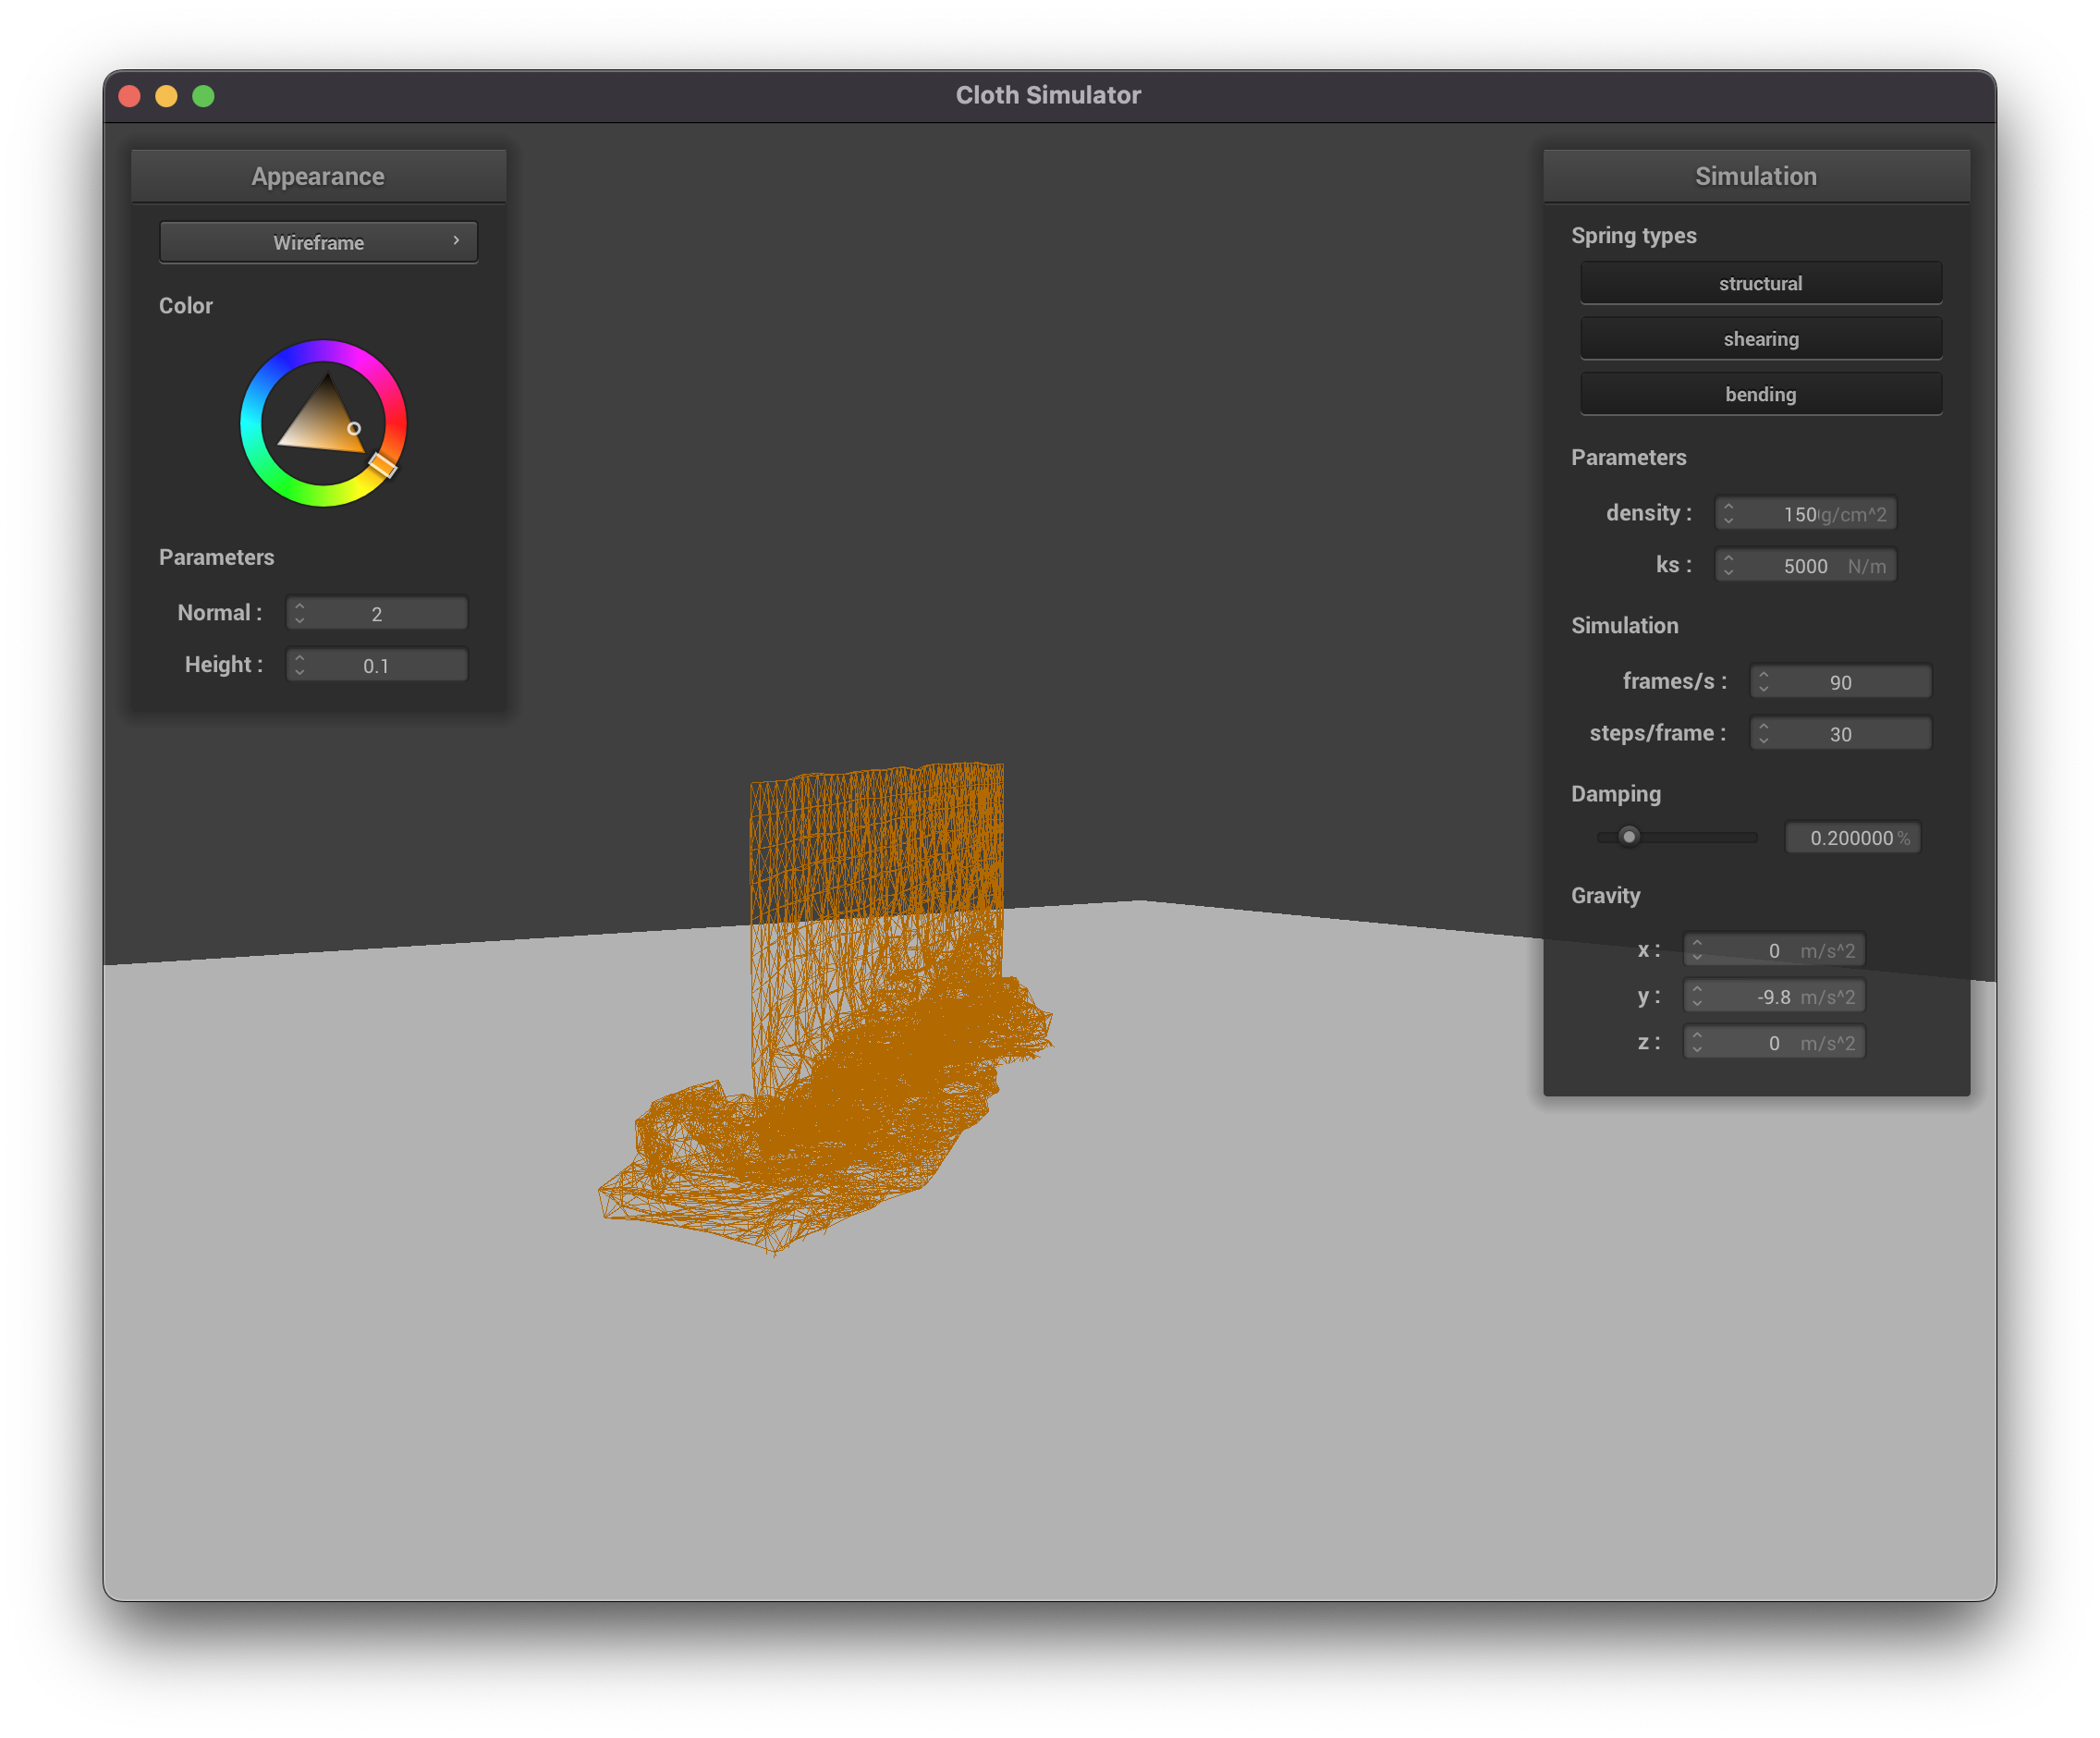 Cloth Simulator
Appearance
Wireframe
Color
Parameters
Normal : 2
Height : 0.1
Simulation
Spring types
structural
shearing
bending
Parameters
density : 150 g/cm^2
ks : 5000 N/m
Simulation
frames/s : 90
steps/frame : 30
Damping
0.200000 %
Gravity
x : 0 m/s^2
y : -9.8 m/s^2
z : 0 m/s^2